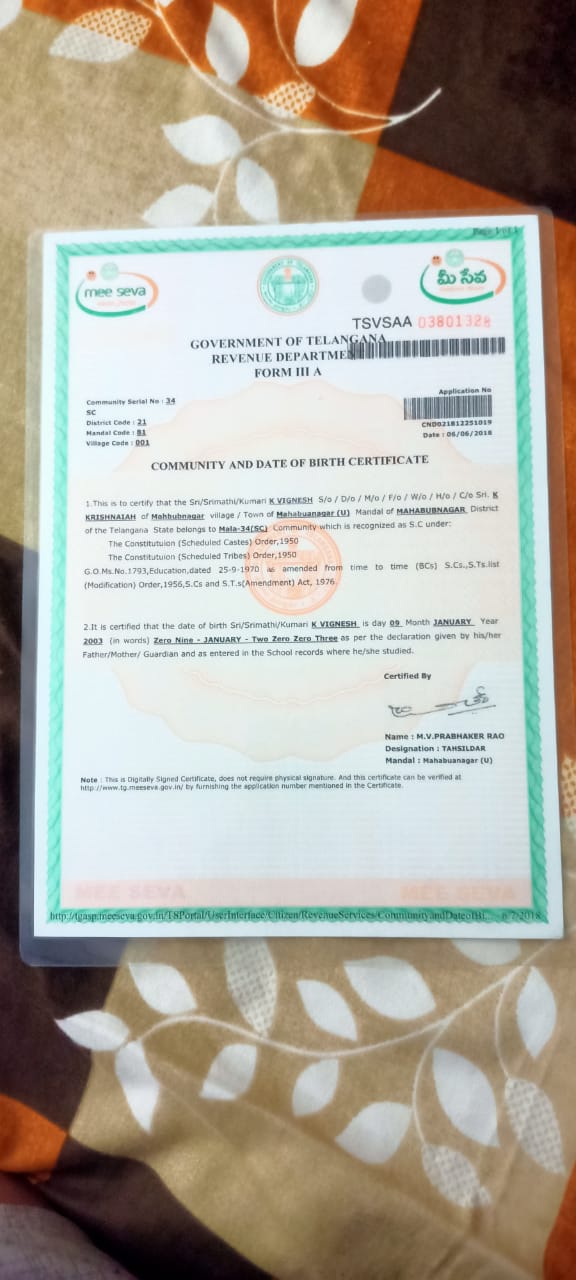 Page 1 of 1
mee seva
మీ సేవ
TSVSAA 03801328
GOVERNMENT OF TELANGANA
REVENUE DEPARTMENT
FORM III A
Community Serial No : 34
SC
District Code : 21
Mandal Code : B1
Village Code : 001
Application No
CND021812251019
Date : 06/06/2018
COMMUNITY AND DATE OF BIRTH CERTIFICATE
1.This is to certify that the Sri/Srimathi/Kumari K VIGNESH S/o / D/o / M/o / F/o / W/o / H/o / C/o Sri. K
KRISHNAIAH of Mahbubnagar village / Town of Mahabuanagar (U) Mandal of MAHABUBNAGAR District
of the Telangana State belongs to Mala-34(SC) Community which is recognized as S.C under:
The Constitutuion (Scheduled Castes) Order,1950
The Constitutuion (Scheduled Tribes) Order,1950
G.O.Ms.No.1793,Education,dated 25-9-1970 as amended from time to time (BCs) S.Cs.,S.Ts.list
(Modification) Order,1956,S.Cs and S.T.s(Amendment) Act, 1976.
2.It is certified that the date of birth Sri/Srimathi/Kumari K VIGNESH is day 09 Month JANUARY Year
2003 (in words) Zero Nine - JANUARY - Two Zero Zero Three as per the declaration given by his/her
Father/Mother/ Guardian and as entered in the School records where he/she studied.
Certified By
Name : M.V.PRABHAKER RAO
Designation : TAHSILDAR
Mandal : Mahabuanagar (U)
Note : This is Digitally Signed Certificate, does not require physical signature. And this certificate can be verified at
http://www.tg.meeseva.gov.in/ by furnishing the application number mentioned in the Certificate.
MEE SEVA MEE SEVA
http://tgasp.meeseva.gov.in/TSPortal/UserInterface/Citizen/RevenueServices/CommunityandDateofBi... 6/7/2018